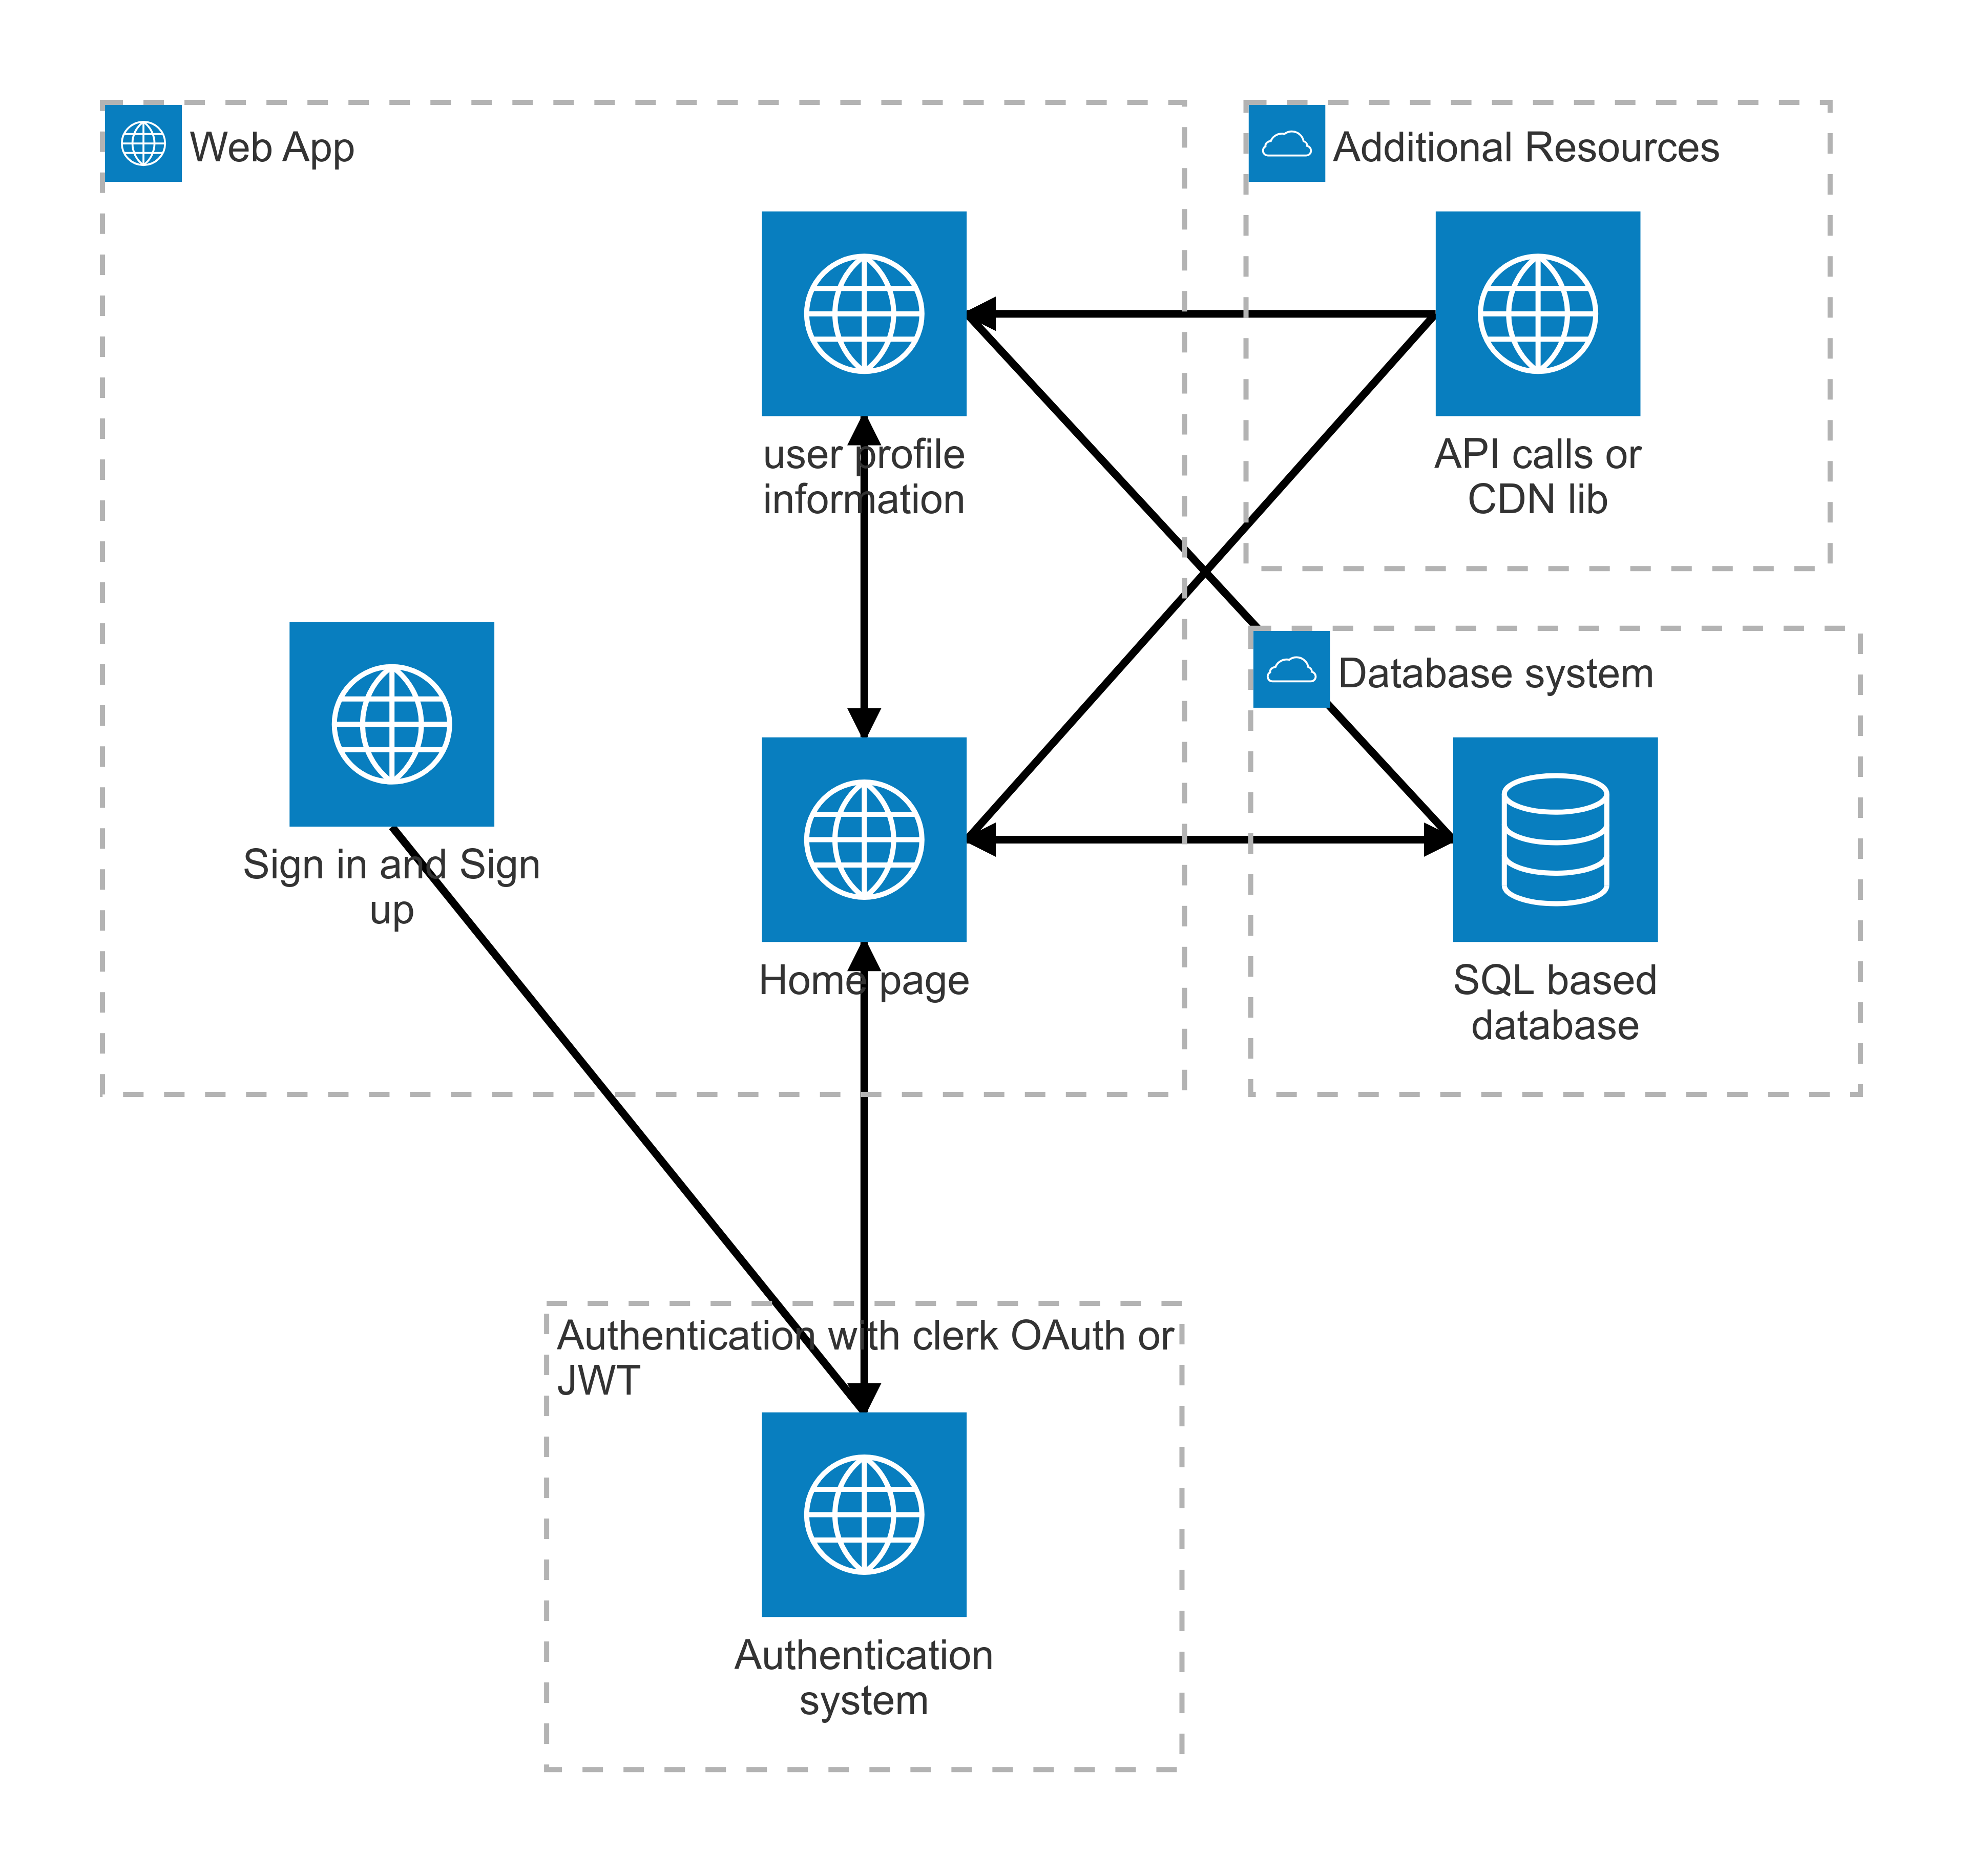 Web App
Additional Resources
user profile
information
API calls or
CDN lib
Database system
Sign in and Sign
up
Home page
SQL based
database
Authentication with clerk OAuth or
JWT
Authentication
system